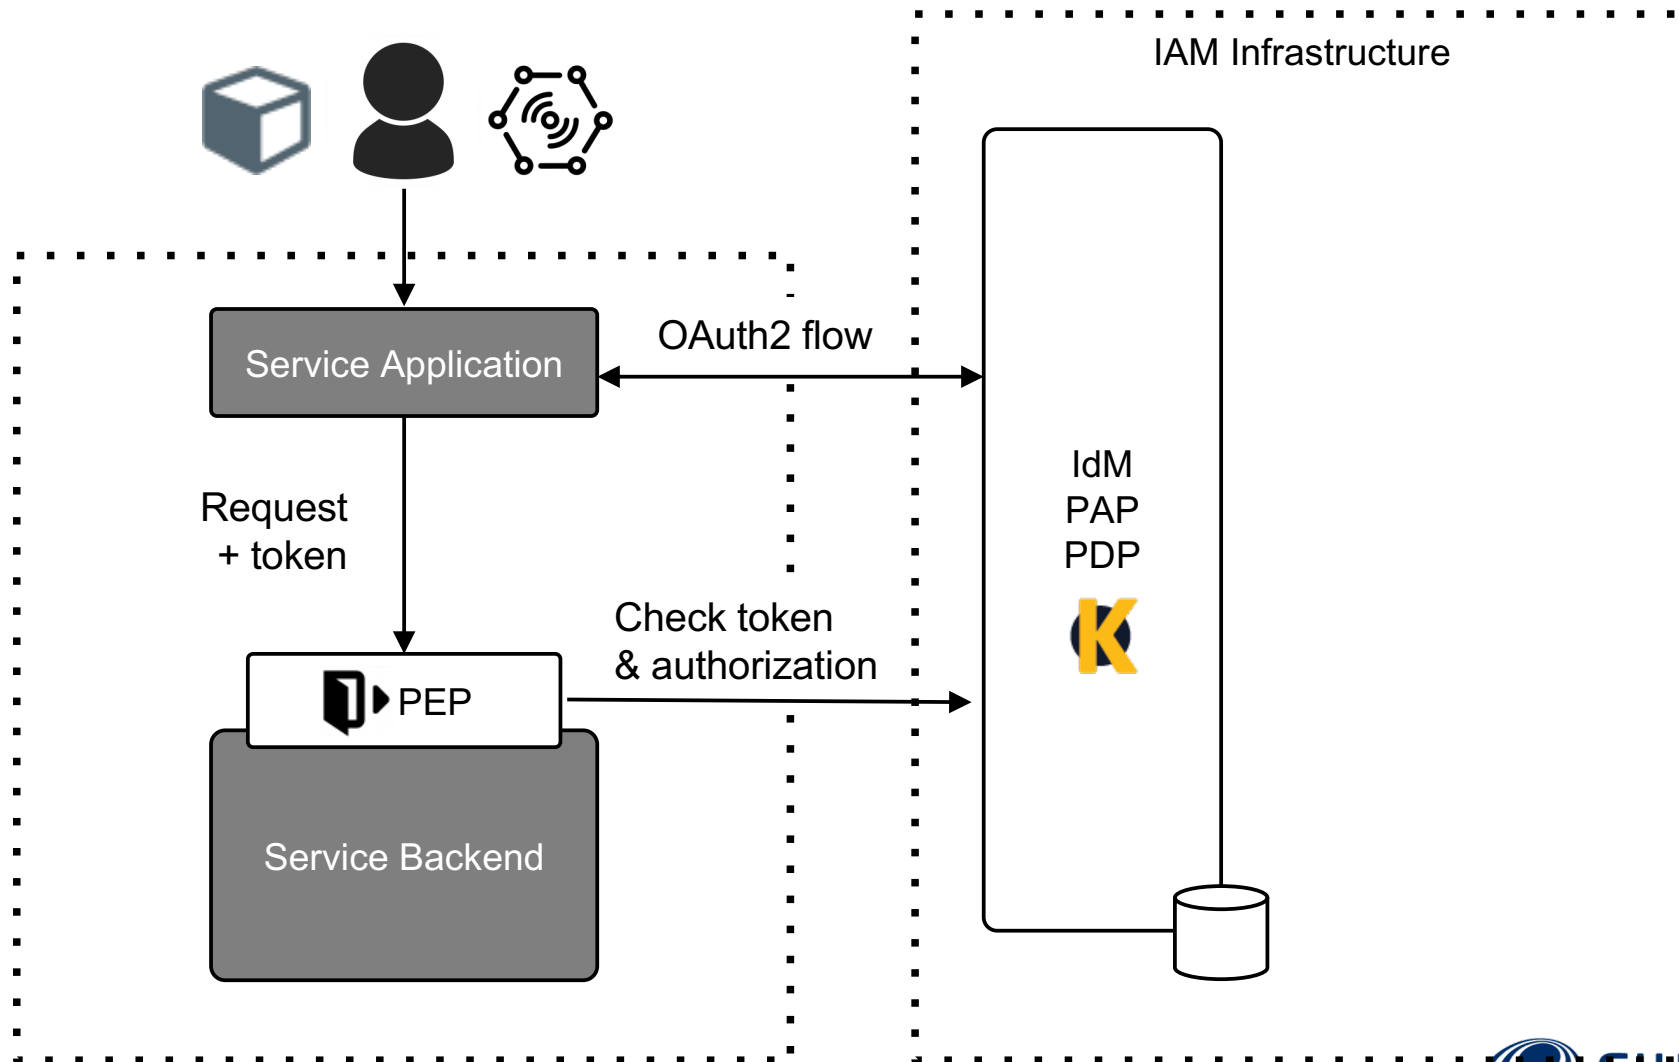 IAM Infrastructure
OAuth2 flow
Service Application
IdM
PAP
PDP
Request
+ token
Check token
& authorization
PEP
Service Backend